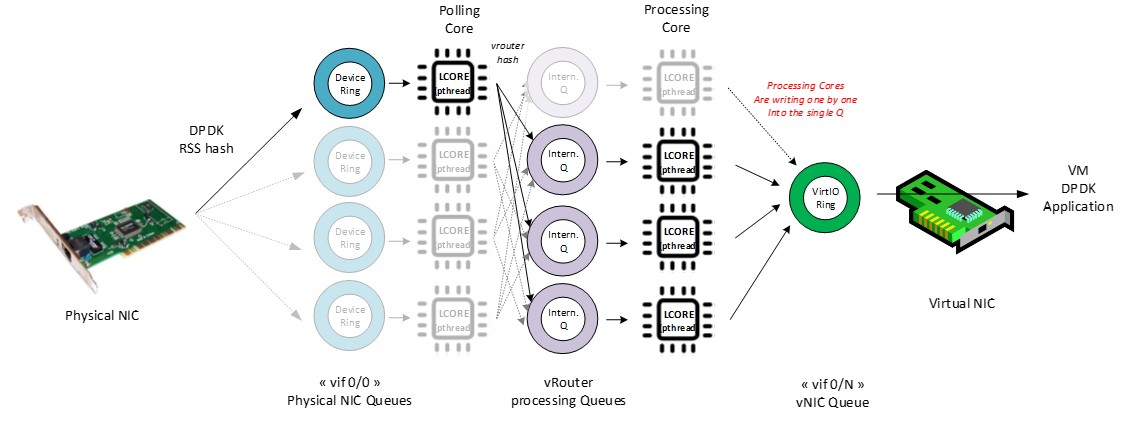 Polling
Core
Processing
Core
vrouter
hash
Device
Ring
LCORE
pthread
Intern.
Q
LCORE
pthread
Processing Cores
Are writing one by one
Into the single Q
DPDK
RSS hash
Device
Ring
LCORE
pthread
Intern.
Q
LCORE
pthread
VirtIO
Ring
VM
DPDK
Application
Device
Ring
LCORE
pthread
Intern.
Q
LCORE
pthread
Physical NIC
Device
Ring
LCORE
pthread
Intern.
Q
LCORE
pthread
Virtual NIC
« vif 0/0 »
Physical NIC Queues
vRouter
processing Queues
« vif 0/N »
vNIC Queue